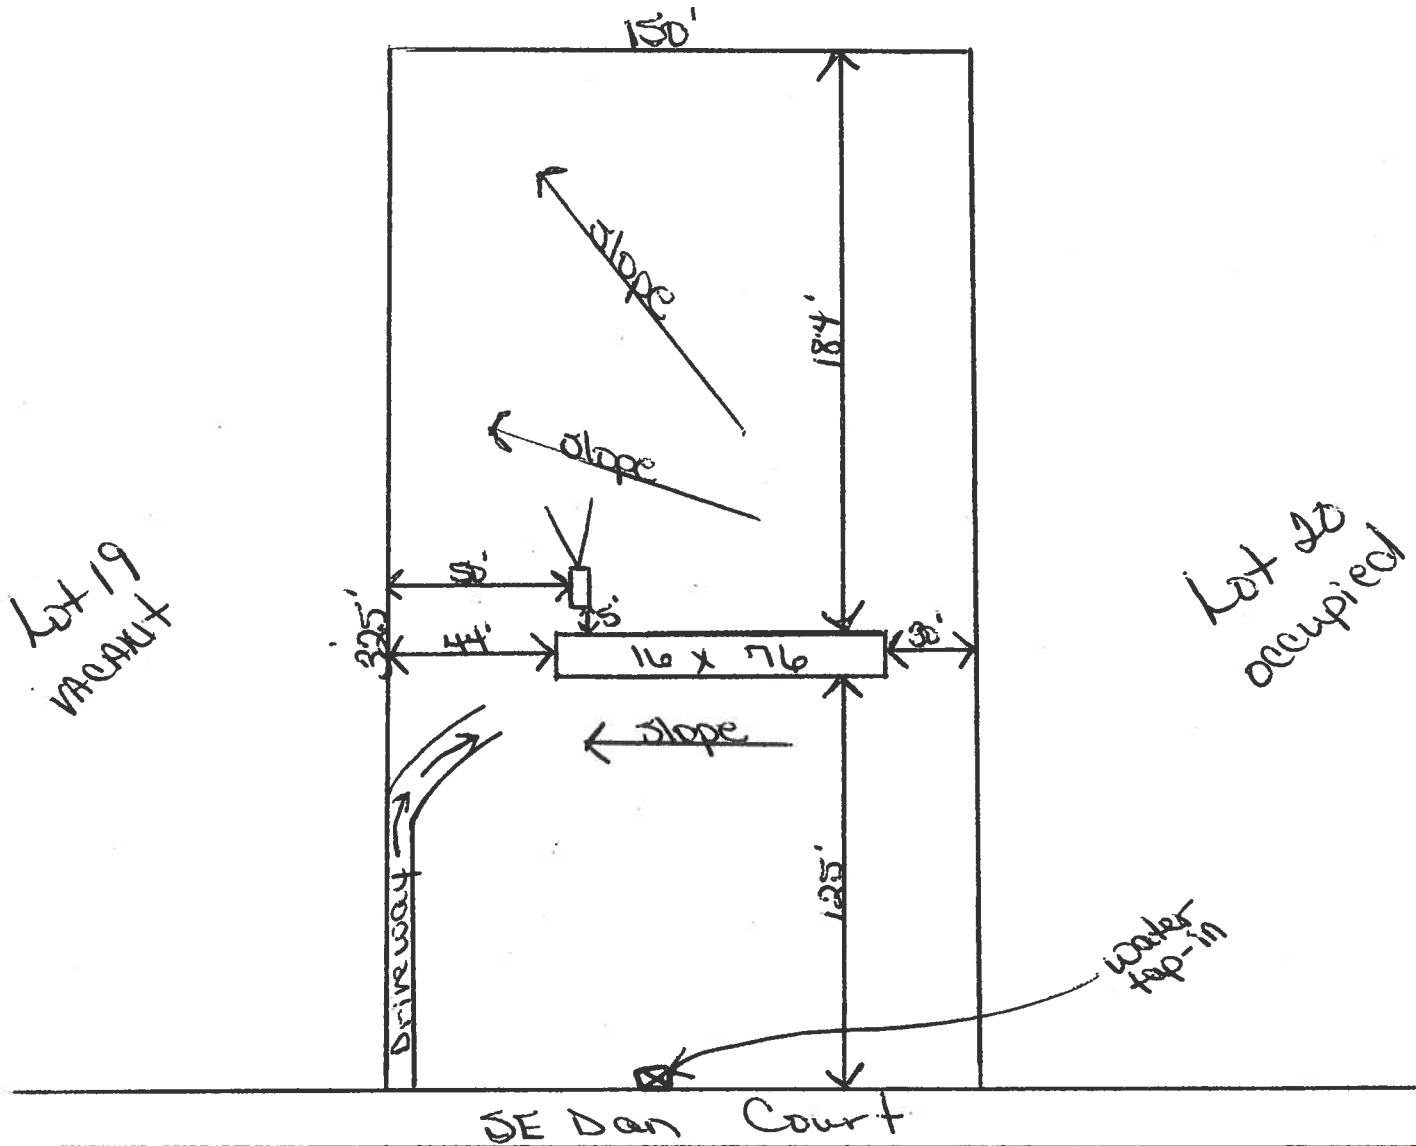 150'
slope
184'
slope
50'
5'
Lot 19
VACANT
325'
44'
16 x 76
30'
Lot 20
occupied
slope
125'
Driveway
water
tap-in
SE Dan Court